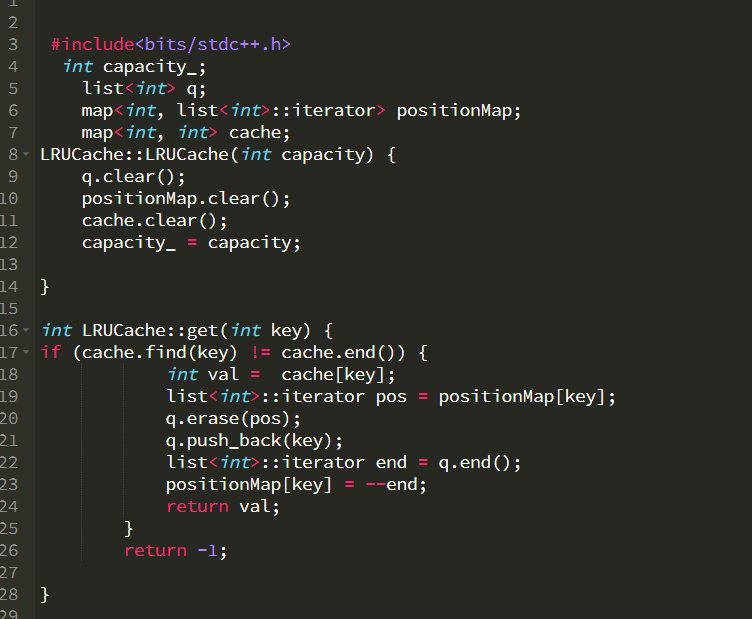 1
2
3 #include<bits/stdc++.h>
4 int capacity_;
5 list<int> q;
6 map<int, list<int>::iterator> positionMap;
7 map<int, int> cache;
8 LRUCache::LRUCache(int capacity) {
9 q.clear();
10 positionMap.clear();
11 cache.clear();
12 capacity_ = capacity;
13
14 }
15
16 int LRUCache::get(int key) {
17 if (cache.find(key) != cache.end()) {
18 int val =  cache[key];
19 list<int>::iterator pos = positionMap[key];
20 q.erase(pos);
21 q.push_back(key);
22 list<int>::iterator end = q.end();
23 positionMap[key] = --end;
24 return val;
25 }
26 return -1;
27
28 }
29